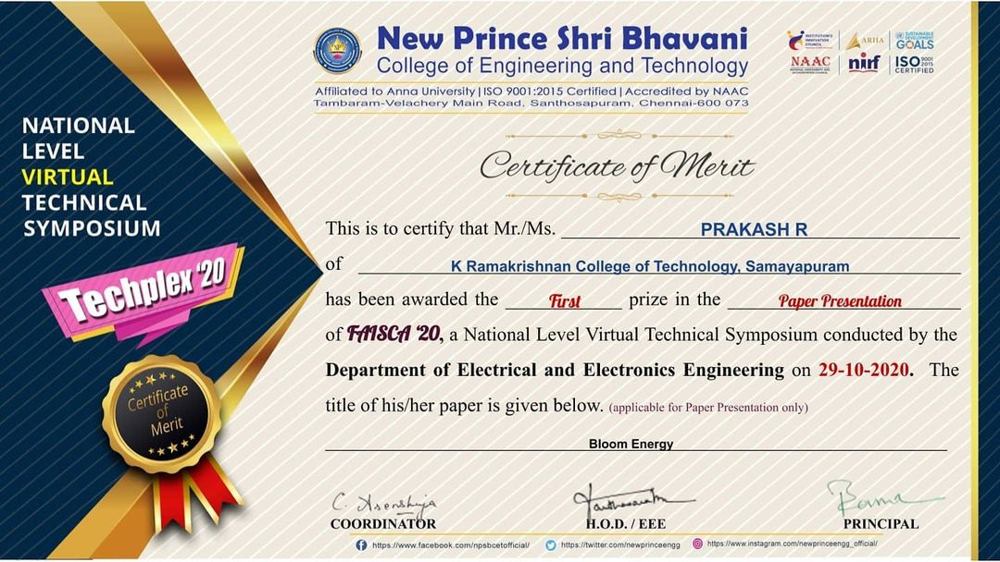 New Prince Shri Bhavani
College of Engineering and Technology
Affiliated to Anna University | ISO 9001:2015 Certified | Accredited by NAAC
Tambaram-Velachery Main Road, Santhosapuram, Chennai-600 073
INSTITUTION'S
INNOVATION
COUNCIL
ARIIA
SUSTAINABLE
DEVELOPMENT
GOALS
NAAC
nirf
ISO 9001
2015
CERTIFIED
NATIONAL
LEVEL
VIRTUAL
TECHNICAL
SYMPOSIUM
Techplex '20
Certificate
of
Merit
Certificate of Merit
This is to certify that Mr./Ms. PRAKASH R
of K Ramakrishnan College of Technology, Samayapuram
has been awarded the First prize in the Paper Presentation
of FAISCA '20, a National Level Virtual Technical Symposium conducted by the
Department of Electrical and Electronics Engineering on 29-10-2020. The
title of his/her paper is given below. (applicable for Paper Presentation only)
Bloom Energy
COORDINATOR H.O.D. / EEE PRINCIPAL
https://www.facebook.com/npsbcetofficial/ https://twitter.com/newprinceengg https://www.instagram.com/newprinceengg_official/